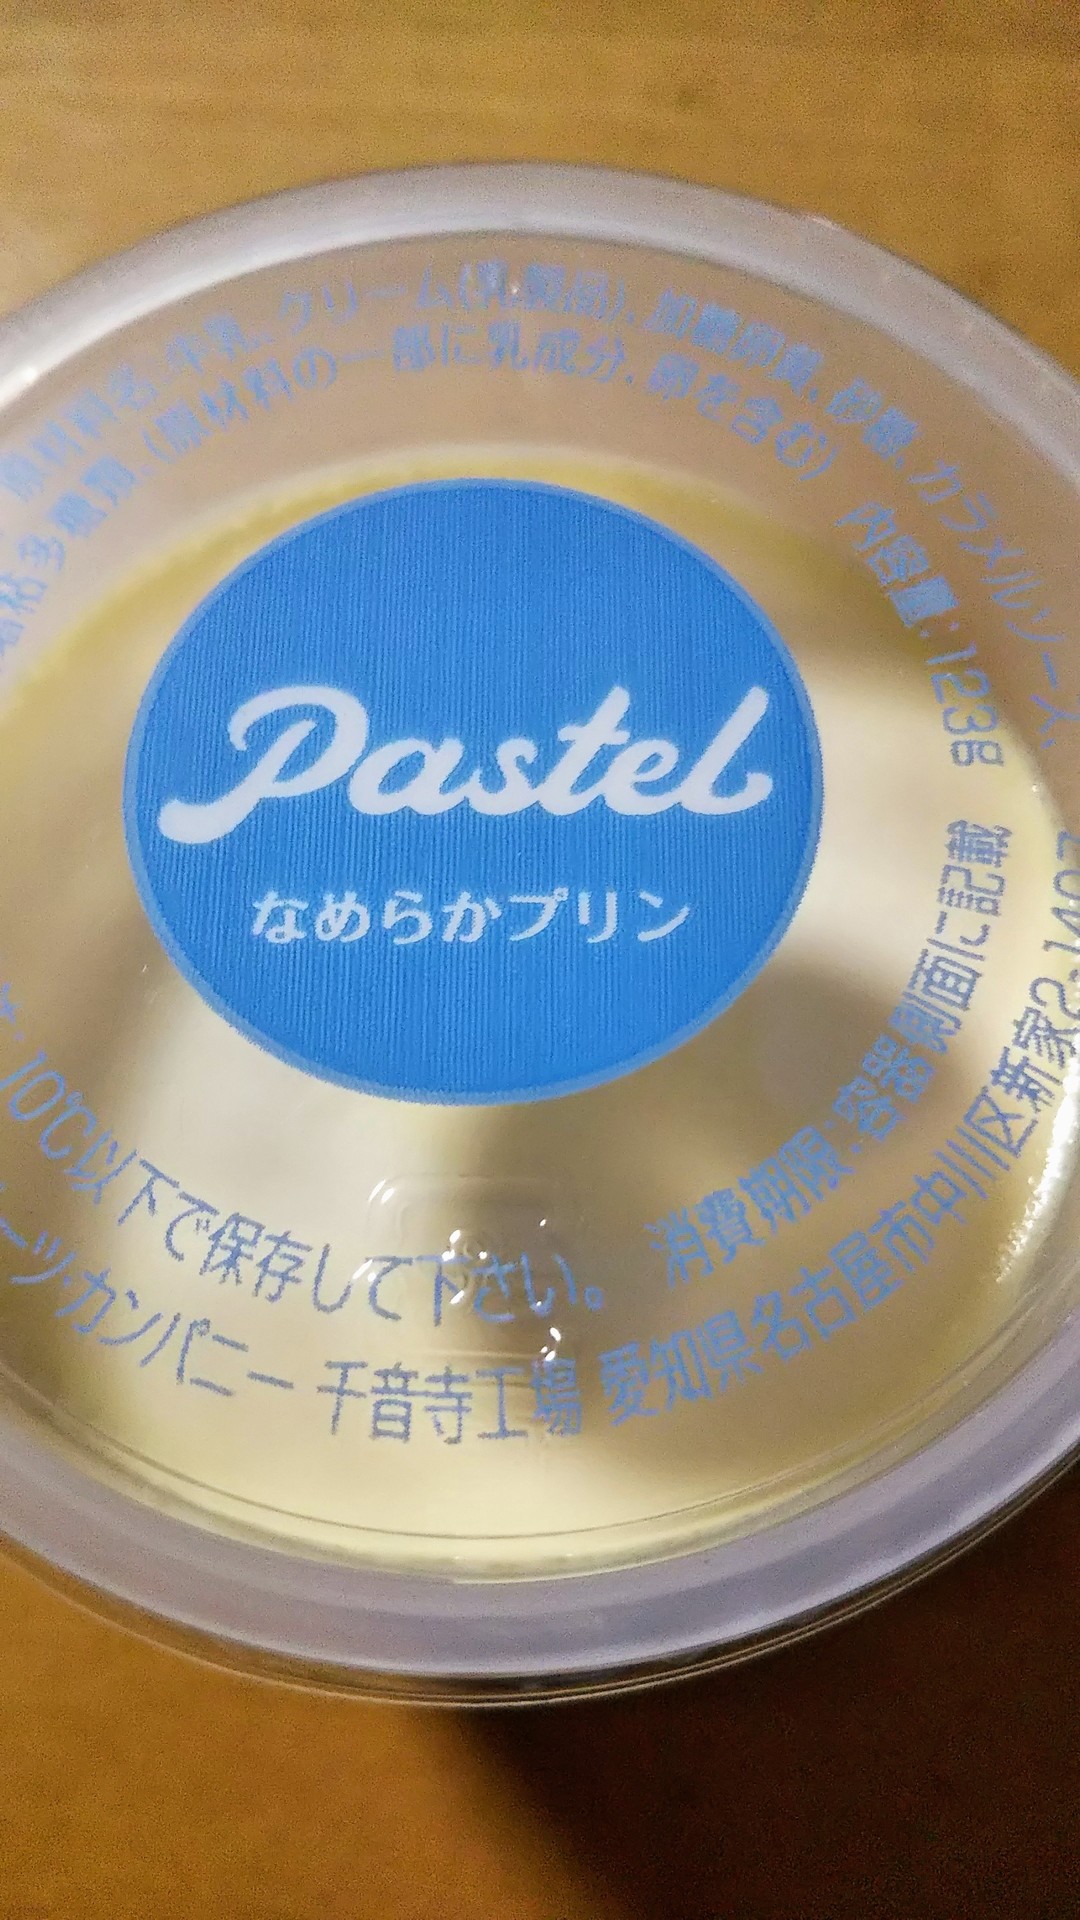 原材料名:牛乳、クリーム(乳製品)、加糖卵黄、砂糖、カラメルソース、
粘多糖類、(原材料の一部に乳成分、卵を含む) 内容量:123g
Pastel
なめらかプリン
10℃以下で保存して下さい。 消費期限:容器側面に記載
ーツ・カンパニー 千音寺工場 愛知県名古屋市中川区新家2-1407